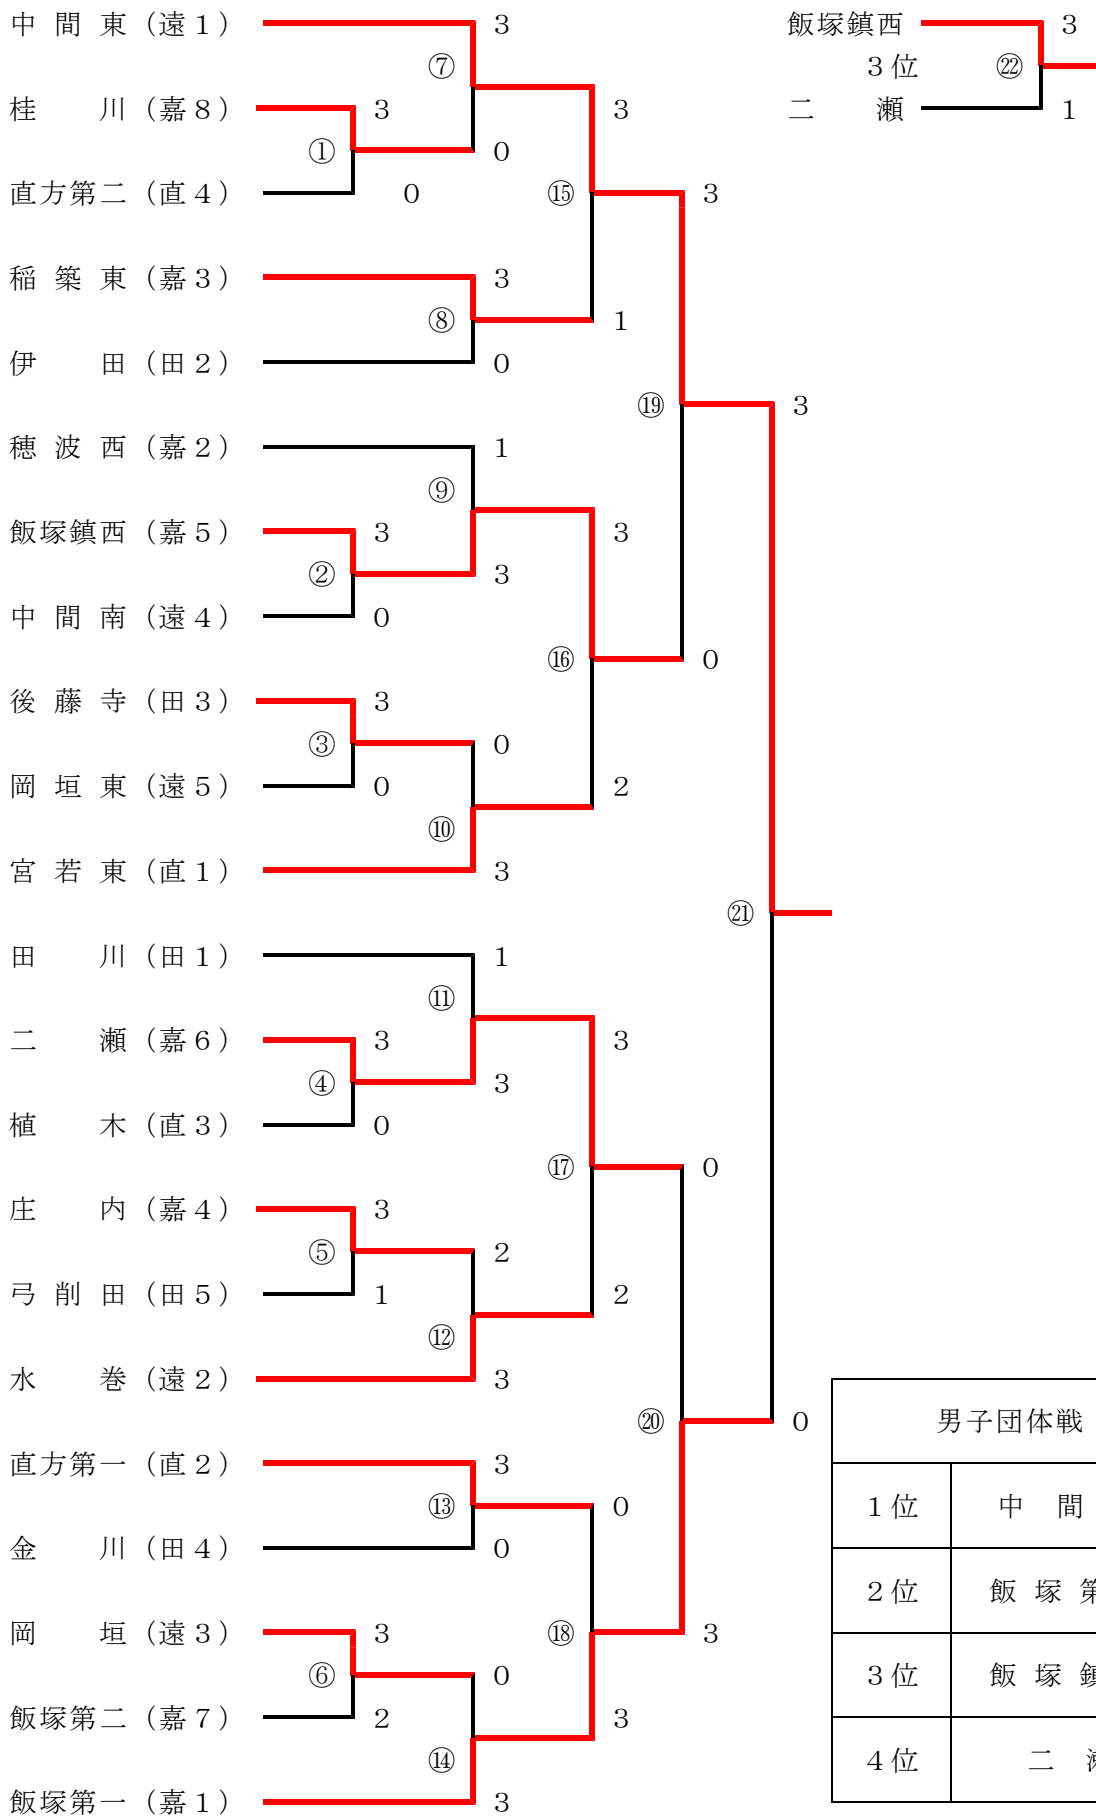 中間東（遠１） 3 飯塚鎮西 3
⑦ ３位 ㉒
桂川（嘉８） 3 3 二瀬 1
① 0
直方第二（直４） 0 ⑮ 3
稲築東（嘉３） 3
⑧ 1
伊田（田２） 0
⑲ 3
穂波西（嘉２） 1
⑨
飯塚鎮西（嘉５） 3 3
② 3
中間南（遠４） 0
⑯ 0
後藤寺（田３） 3
③ 0
岡垣東（遠５） 0 2
⑩
宮若東（直１） 3
㉑
田川（田１） 1
⑪
二瀬（嘉６） 3 3
④ 3
植木（直３） 0
⑰ 0
庄内（嘉４） 3
⑤ 2
弓削田（田５） 1 2
⑫
水巻（遠２） 3
⑳ 0 男子団体戦
直方第一（直２） 3
⑬ 0 １位 中間
金川（田４） 0
２位 飯塚
岡垣（遠３） 3 ⑱ 3
⑥ 0 ３位 飯塚
飯塚第二（嘉７） 2 3
⑭ ４位 二
飯塚第一（嘉１） 3